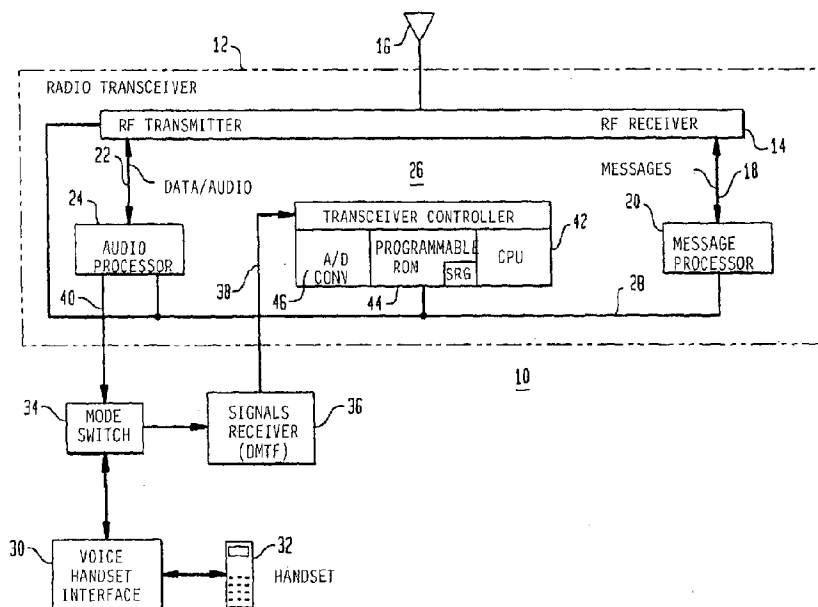 16
12
RADIO TRANSCEIVER
RF TRANSMITTER RF RECEIVER
14
22
DATA/AUDIO
26
MESSAGES
18
24
AUDIO
PROCESSOR
TRANSCEIVER CONTROLLER
A/D
CONV
PROGRAMMABLE
ROM
SRG
CPU
42
20
MESSAGE
PROCESSOR
38
46
44
40
28
10
34
MODE
SWITCH
SIGNALS
RECEIVER
(DMTF)
36
30
VOICE
HANDSET
INTERFACE
32
HANDSET